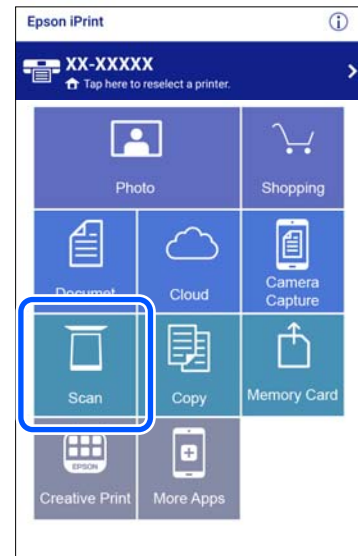 Epson iPrint
XX-XXXXX
Tap here to reselect a printer.
Photo
Shopping
Documet
Cloud
Camera
Capture
Scan
Copy
Memory Card
EPSON
Creative Print
More Apps